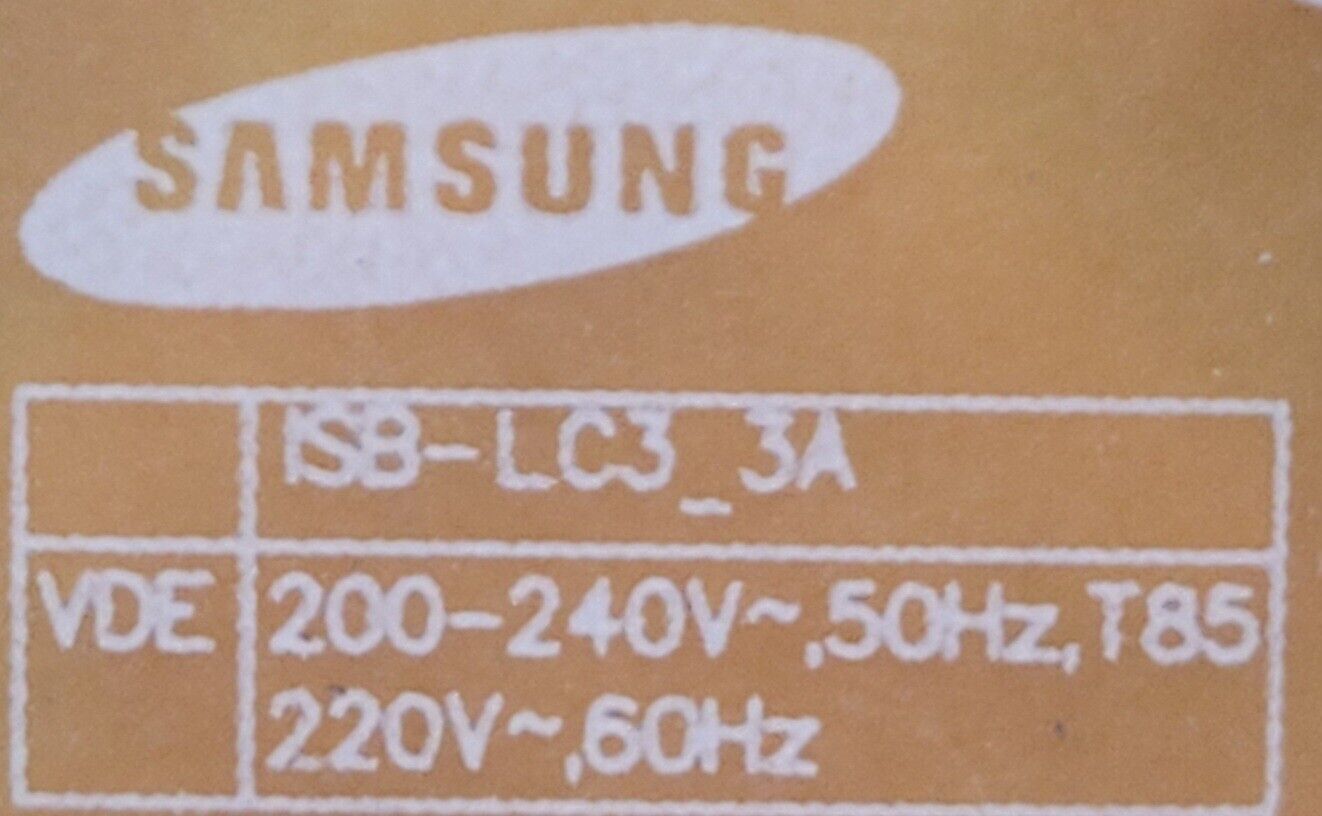 SAMSUNG
ISB-LC3_3A
VDE 200-240V~,50Hz,T85
220V~,60Hz